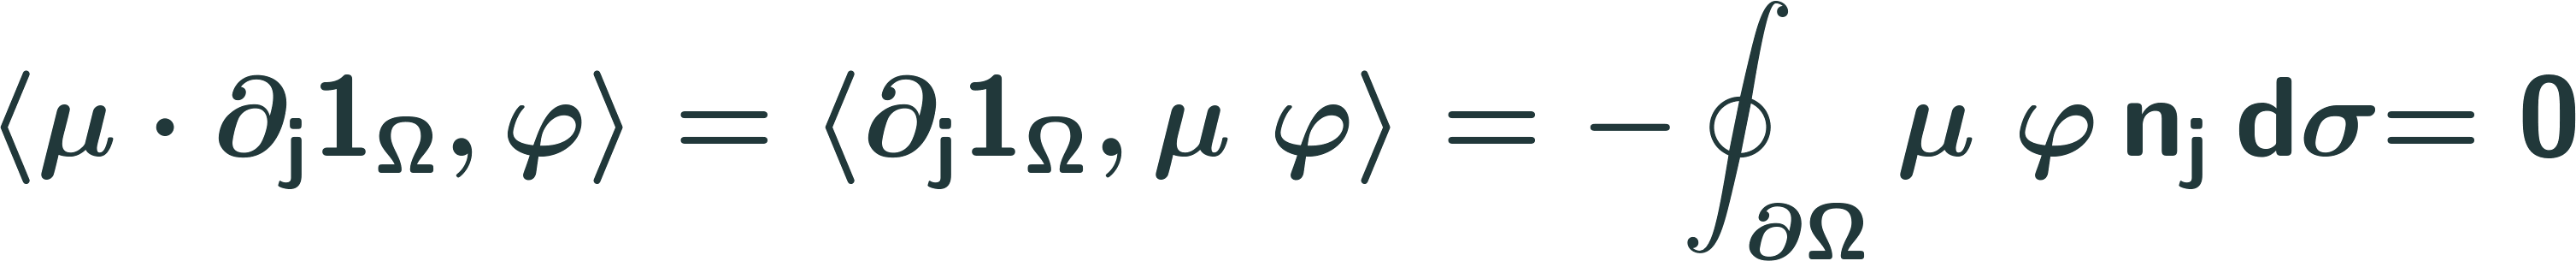 ⟨μ · ∂ⱼ1_Ω, φ⟩ = ⟨∂ⱼ1_Ω, μ φ⟩ = −∮_∂Ω μ φ nⱼ dσ= 0